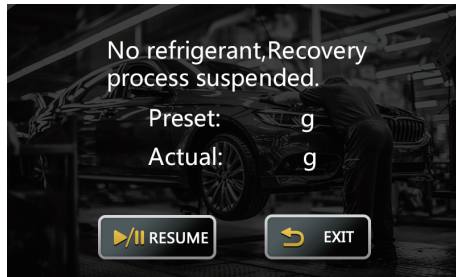 No refrigerant,Recovery
process suspended.
Preset: g
Actual: g
RESUME
EXIT